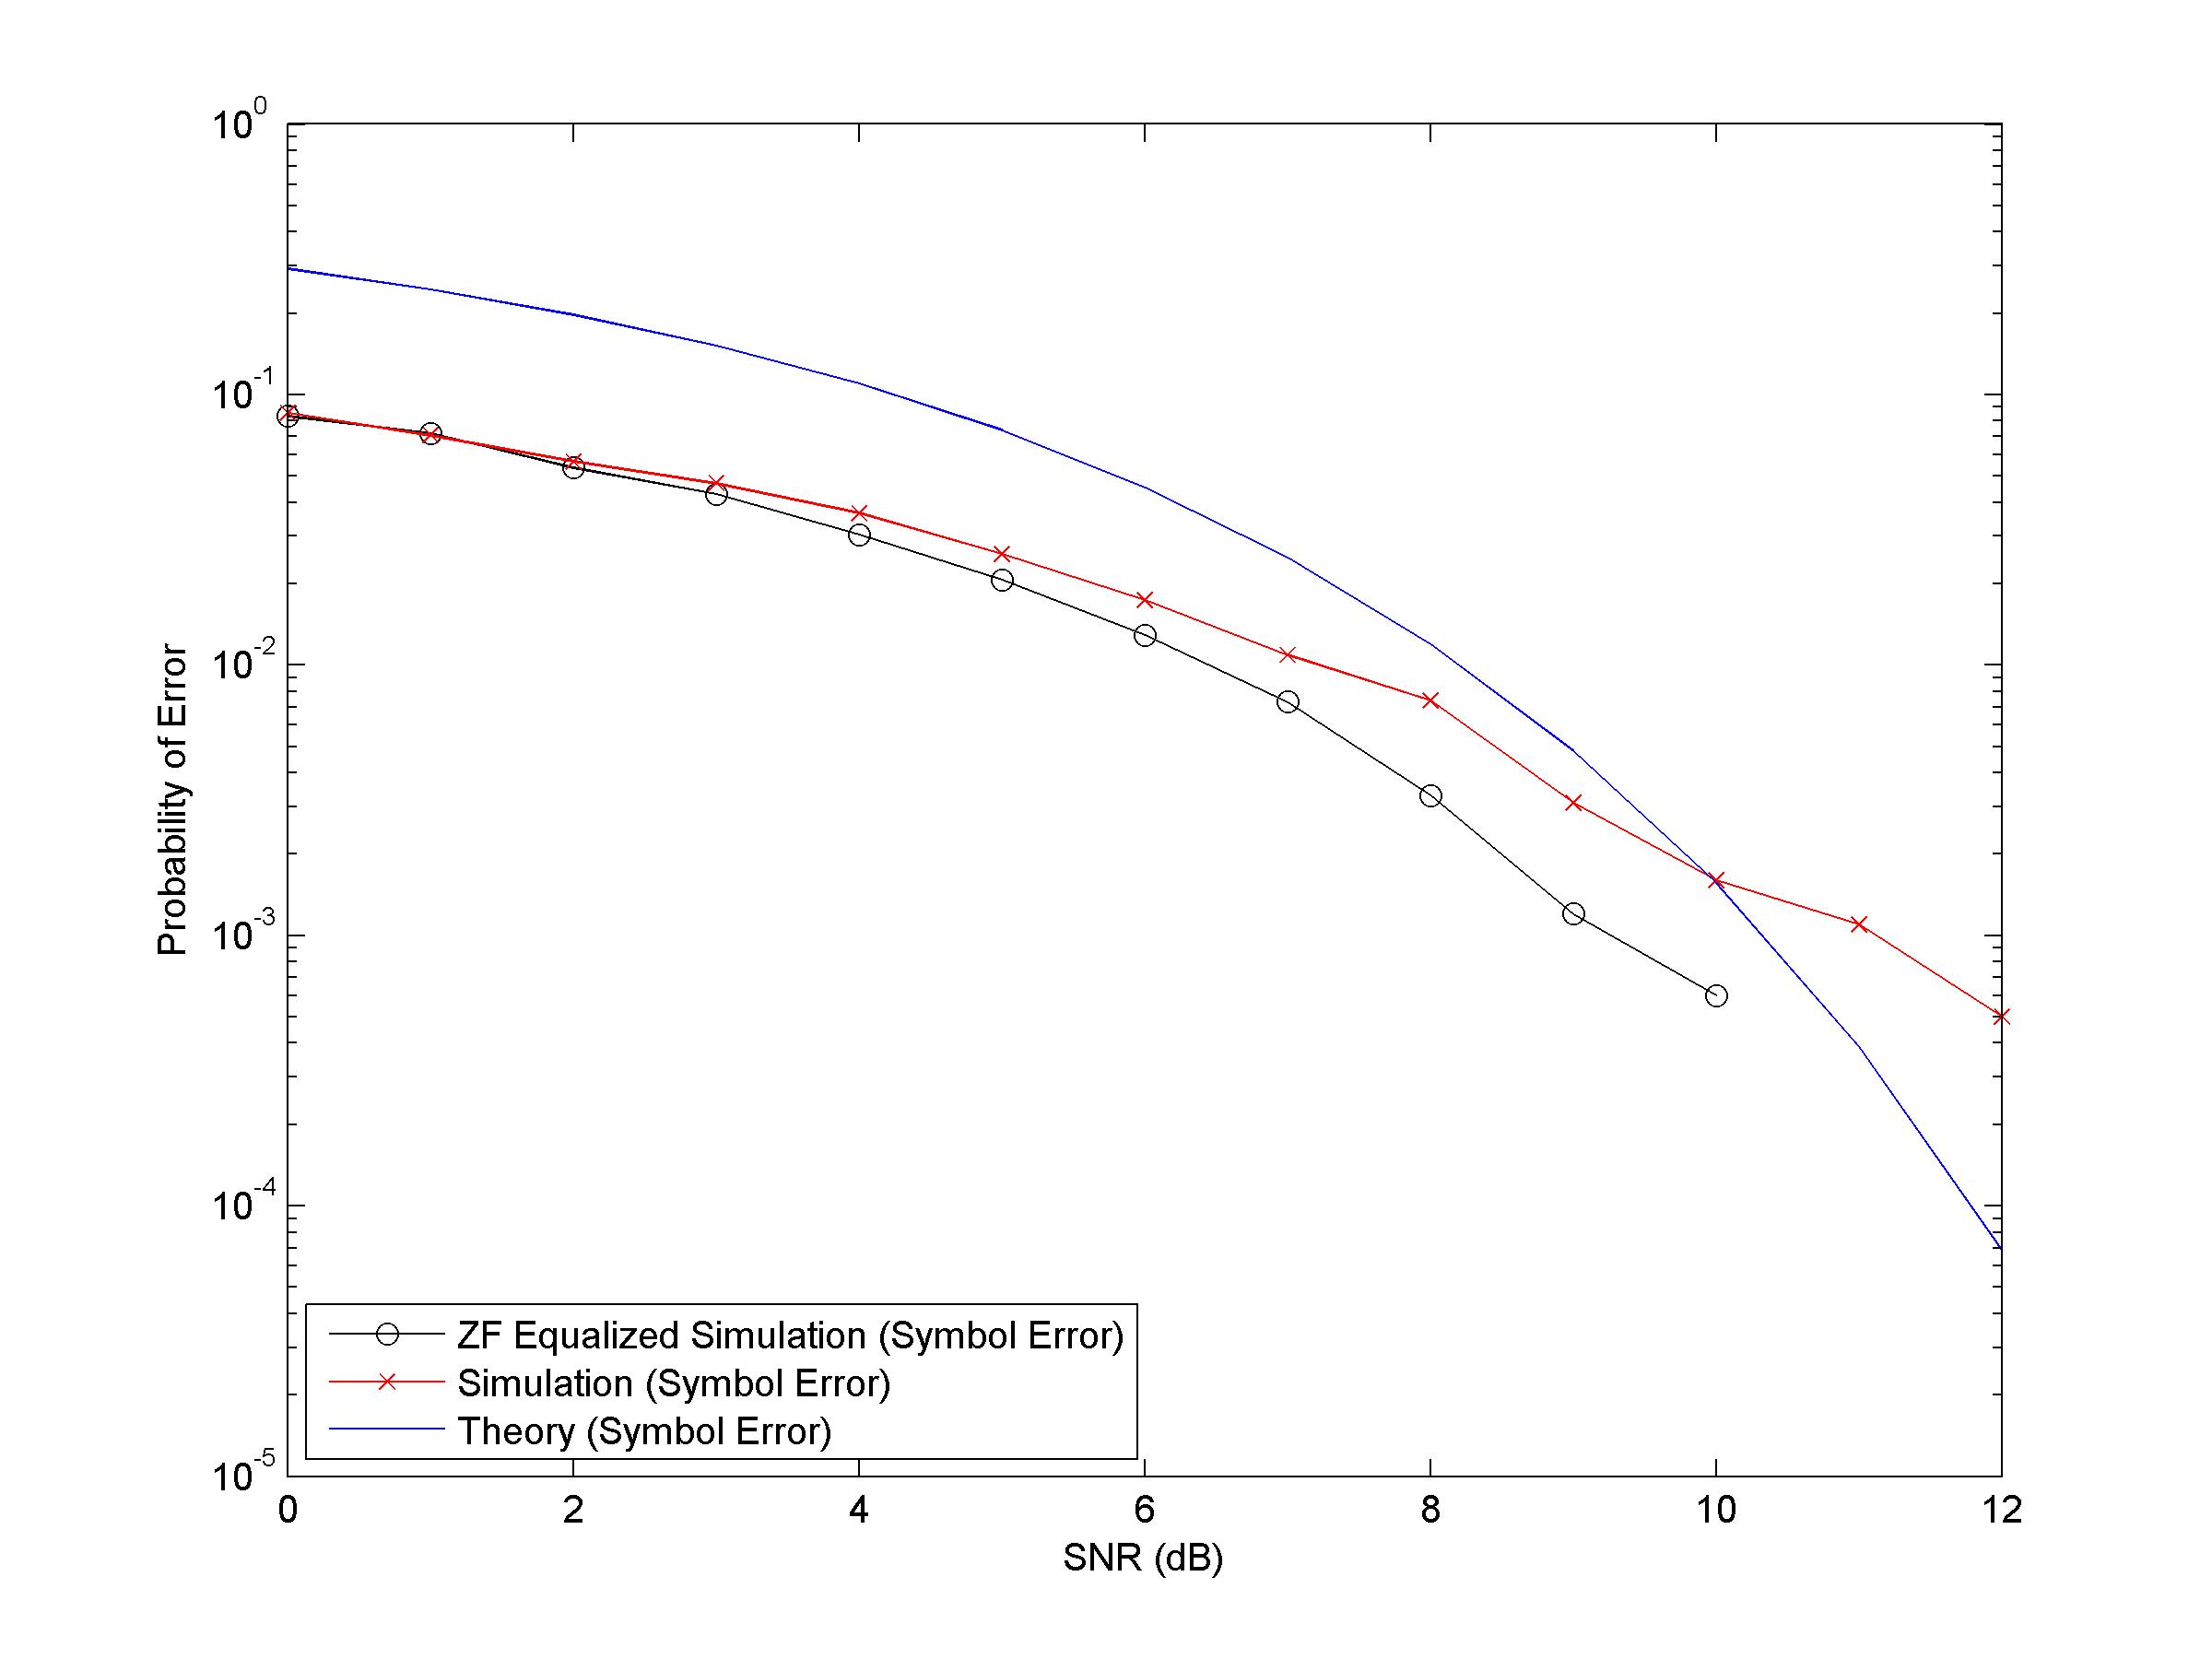 10^0
10^-1
10^-2
10^-3
10^-4
10^-5
Probability of Error
ZF Equalized Simulation (Symbol Error)
Simulation (Symbol Error)
Theory (Symbol Error)
0 2 4 6 8 10 12
SNR (dB)